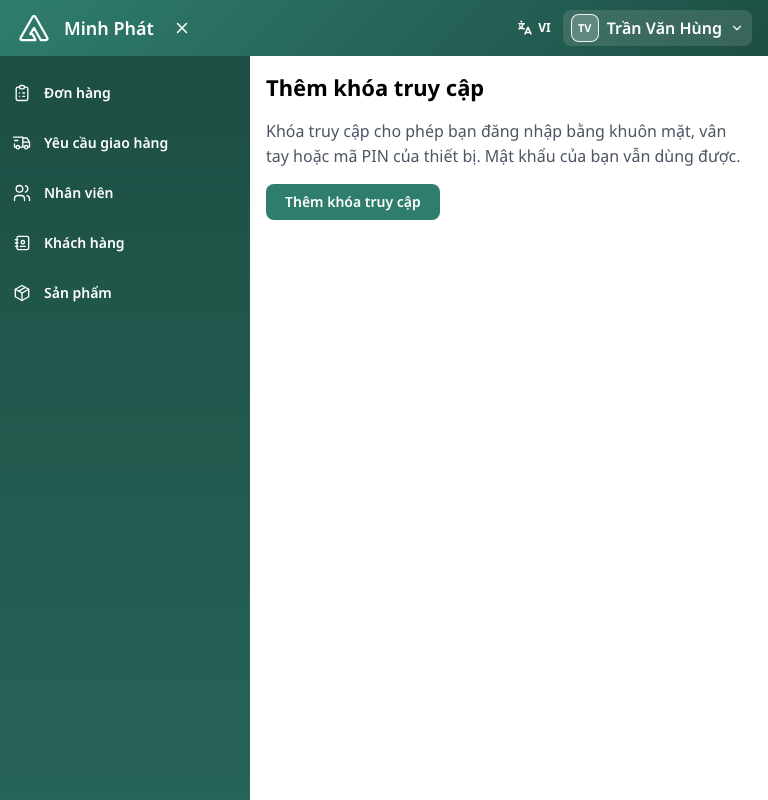 Minh Phát
VI
TV
Trần Văn Hùng
Đơn hàng
Yêu cầu giao hàng
Nhân viên
Khách hàng
Sản phẩm
Thêm khóa truy cập
Khóa truy cập cho phép bạn đăng nhập bằng khuôn mặt, vân
tay hoặc mã PIN của thiết bị. Mật khẩu của bạn vẫn dùng được.
Thêm khóa truy cập